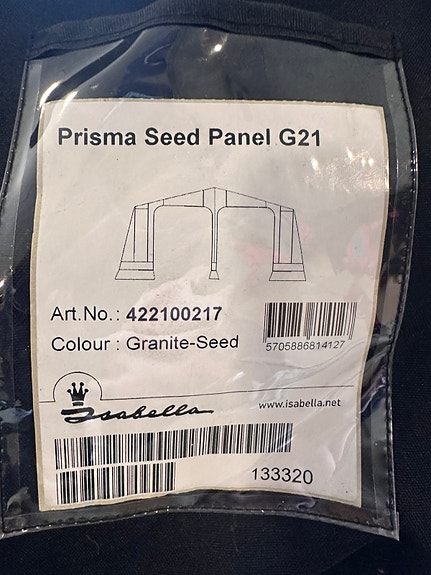 Prisma Seed Panel G21
Art.No.: 422100217
Colour : Granite-Seed
5705886814127
Isabella
www.isabella.net
133320